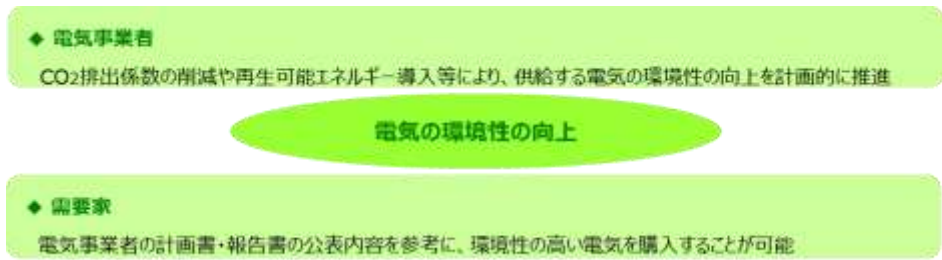 ◆ 電気事業者
CO2排出係数の削減や再生可能エネルギー導入等により、供給する電気の環境性の向上を計画的に推進
電気の環境性の向上
◆ 需要家
電気事業者の計画書・報告書の公表内容を参考に、環境性の高い電気を購入することが可能